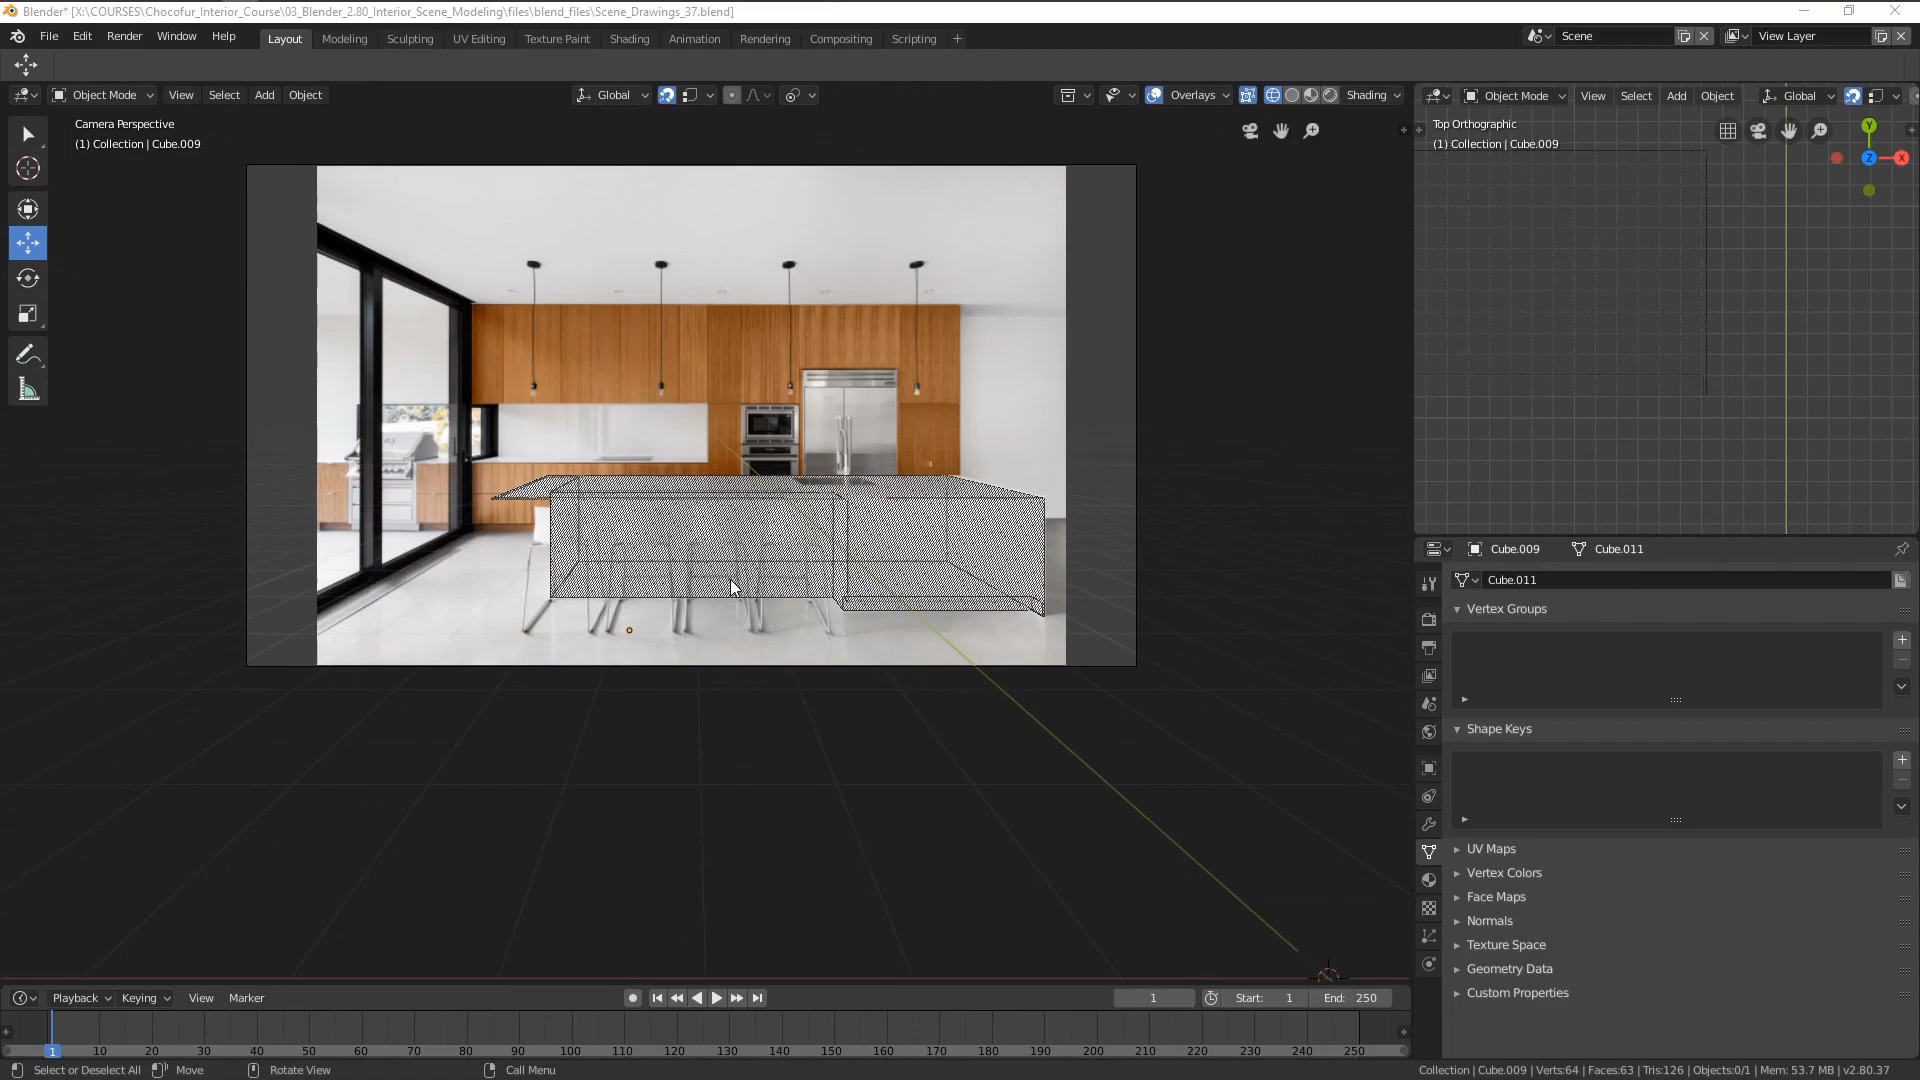 Blender* [X:\COURSES\Chocofur_Interior_Course\03_Blender_2.80_Interior_Scene_Modeling\files\blend_files\Scene_Drawings_37.blend]
File Edit Render Window Help Layout Modeling Sculpting UV Editing Texture Paint Shading Animation Rendering Compositing Scripting + Scene View Layer
Object Mode View Select Add Object Global Overlays Shading Object Mode View Select Add Object Global
Camera Perspective
(1) Collection | Cube.009
Top Orthographic
(1) Collection | Cube.009
Y
Z
X
Cube.009 Cube.011
Cube.011
Vertex Groups
Shape Keys
UV Maps
Vertex Colors
Face Maps
Normals
Texture Space
Geometry Data
Custom Properties
Playback Keying View Marker 1 Start: 1 End: 250
1 10 20 30 40 50 60 70 80 90 100 110 120 130 140 150 160 170 180 190 200 210 220 230 240 250
Select or Deselect All Move Rotate View Call Menu Collection | Cube.009 | Verts:64 | Faces:63 | Tris:126 | Objects:0/1 | Mem: 53.7 MB | v2.80.37